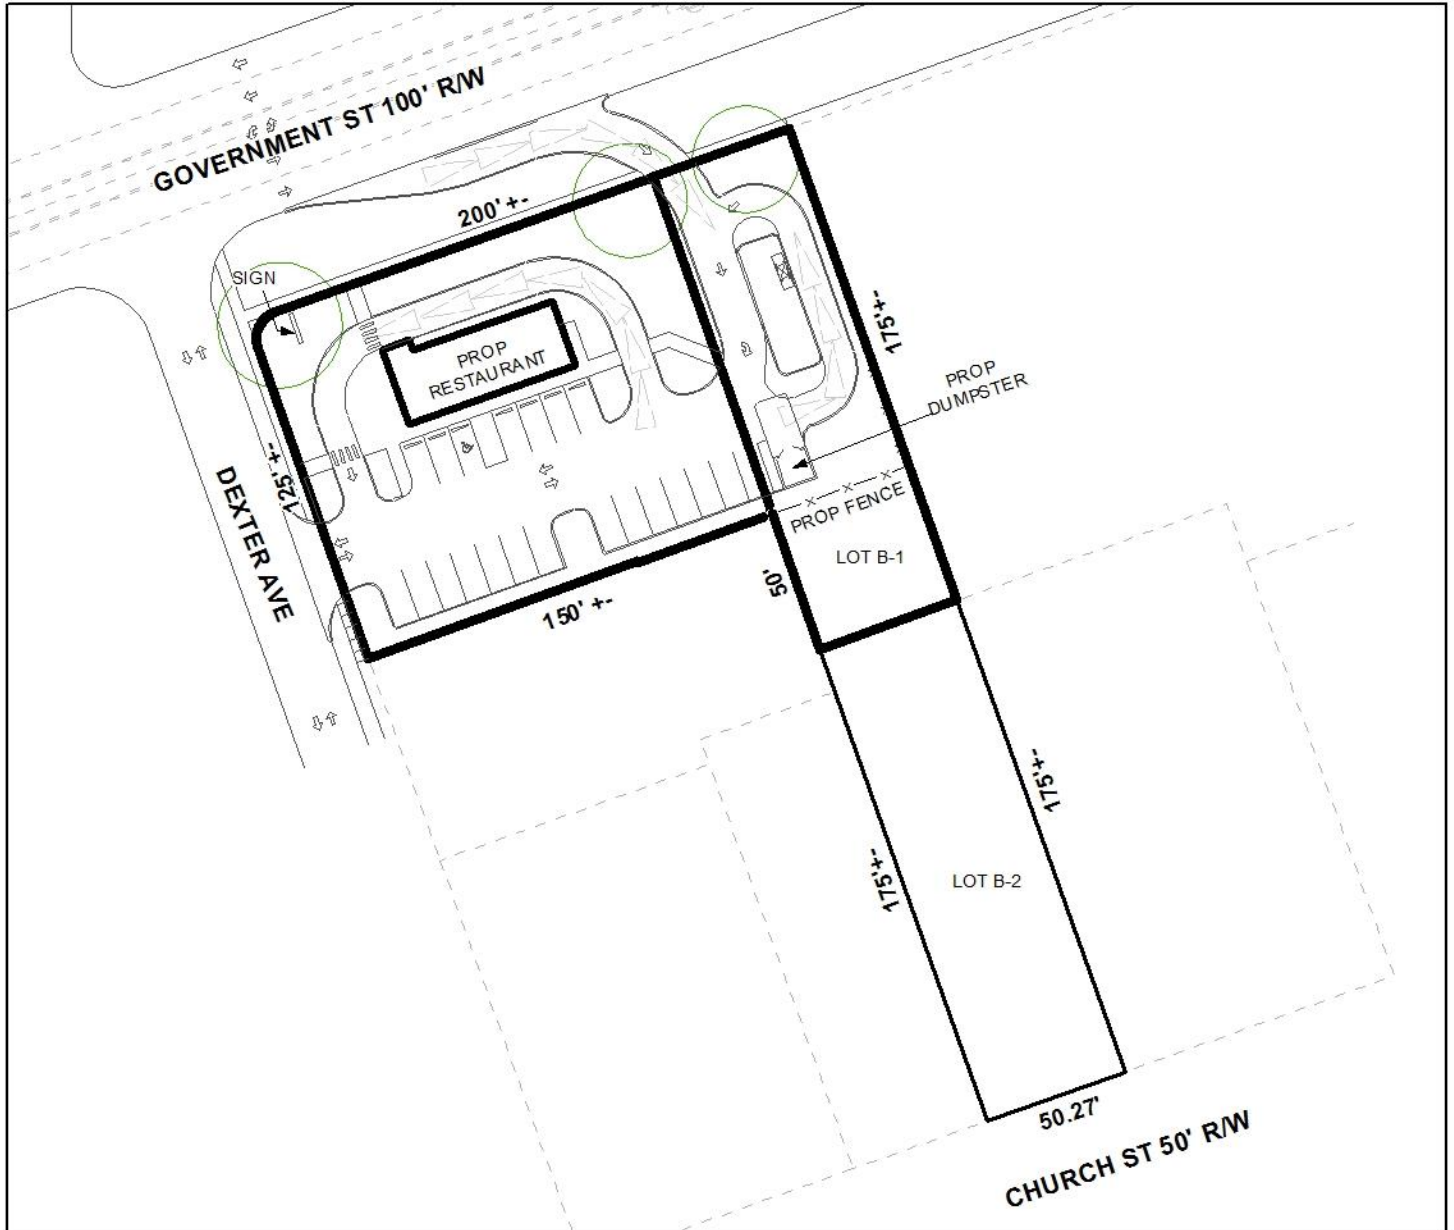 GOVERNMENT ST 100' R/W
200' +-
SIGN
PROP
RESTAURANT
175'+-
PROP
DUMPSTER
125' +-
DEXTER AVE
PROP FENCE
LOT B-1
50'
150' +-
175'+-
175'+-
LOT B-2
50.27'
CHURCH ST 50' R/W